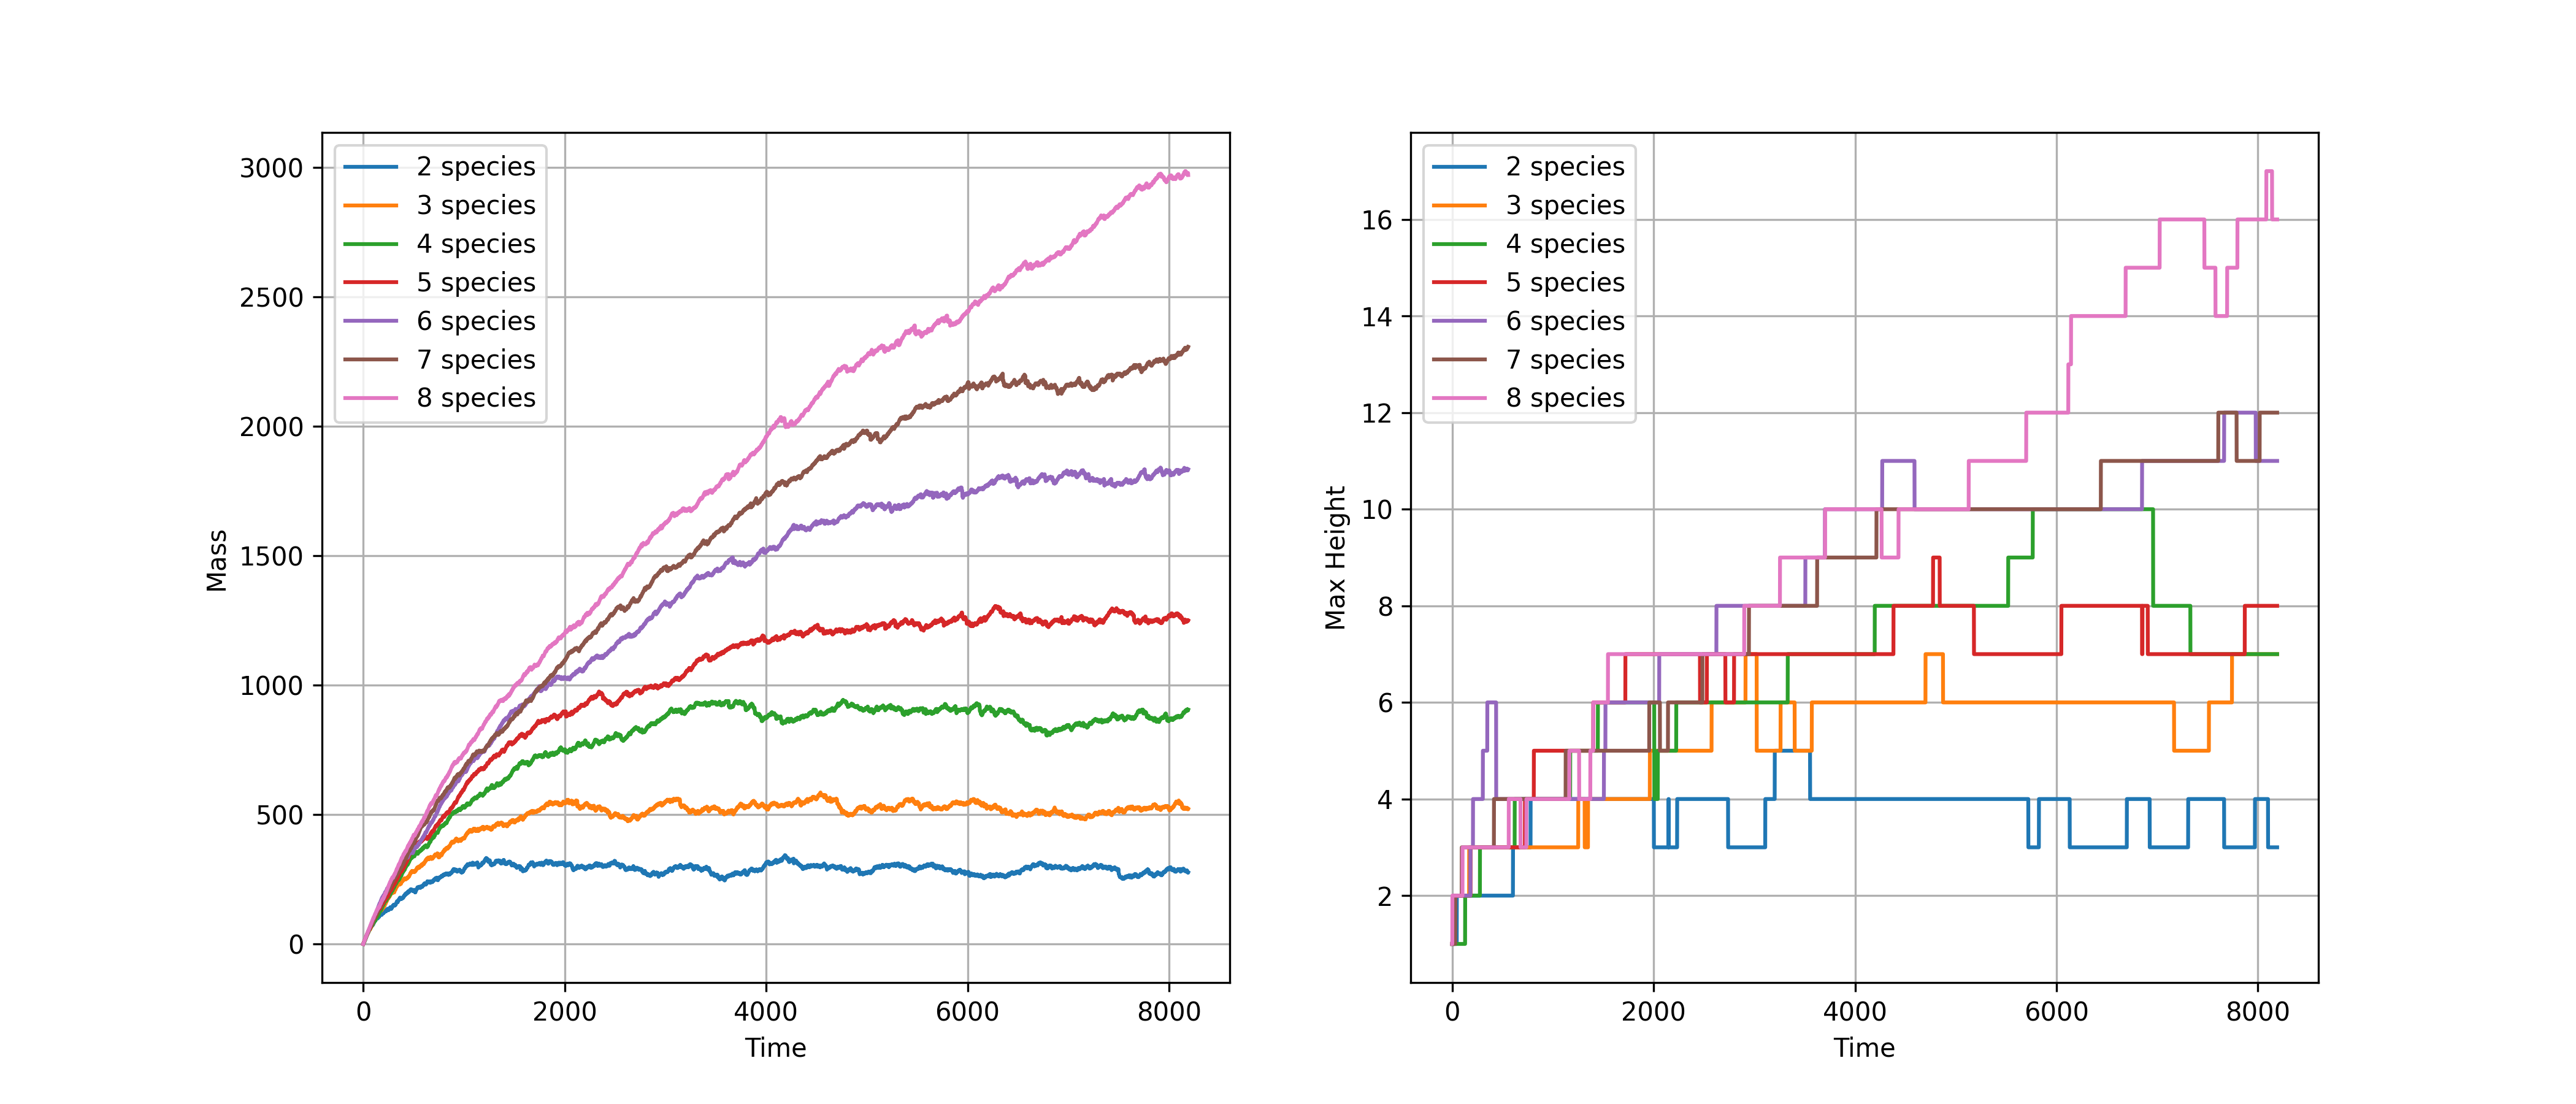 2 species
3 species
4 species
5 species
6 species
7 species
8 species
3000
2500
2000
1500
1000
500
0
Mass
0 2000 4000 6000 8000
Time
2 species
3 species
4 species
5 species
6 species
7 species
8 species
16
14
12
10
8
6
4
2
Max Height
0 2000 4000 6000 8000
Time